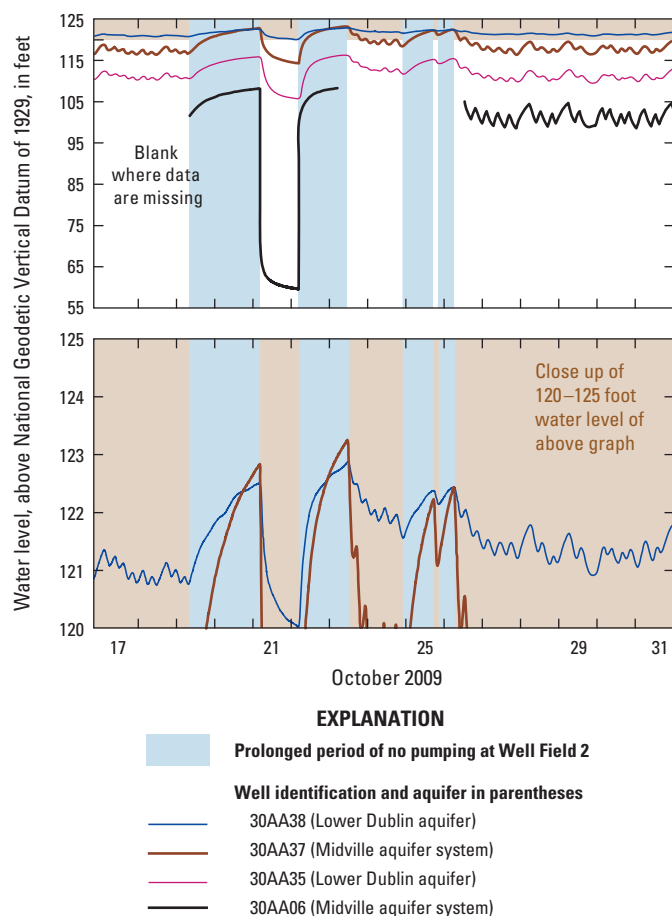 Water level, above National Geodetic Vertical Datum of 1929, in feet
125
115
105
95
85
75
65
55
Blank
where data
are missing
125
124
123
122
121
120
Close up of
120–125 foot
water level of
above graph
17
21
25
29
31
October 2009
EXPLANATION
Prolonged period of no pumping at Well Field 2
Well identification and aquifer in parentheses
30AA38 (Lower Dublin aquifer)
30AA37 (Midville aquifer system)
30AA35 (Lower Dublin aquifer)
30AA06 (Midville aquifer system)